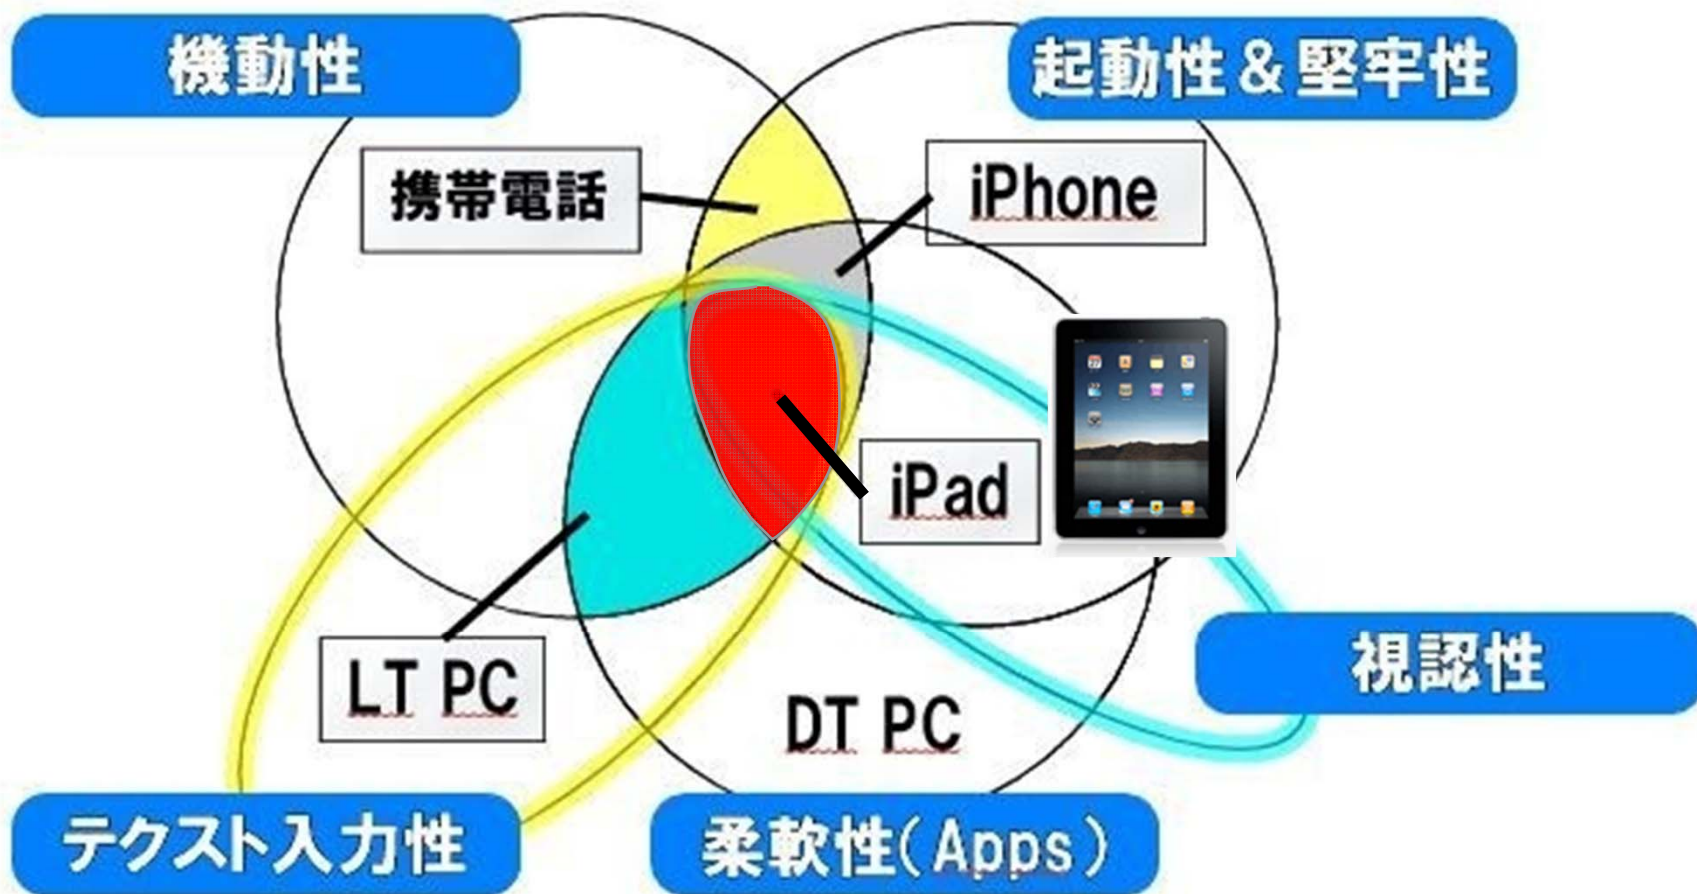 機動性
起動性＆堅牢性
携帯電話
iPhone
iPad
LT PC
DT PC
視認性
テクスト入力性
柔軟性(Apps)